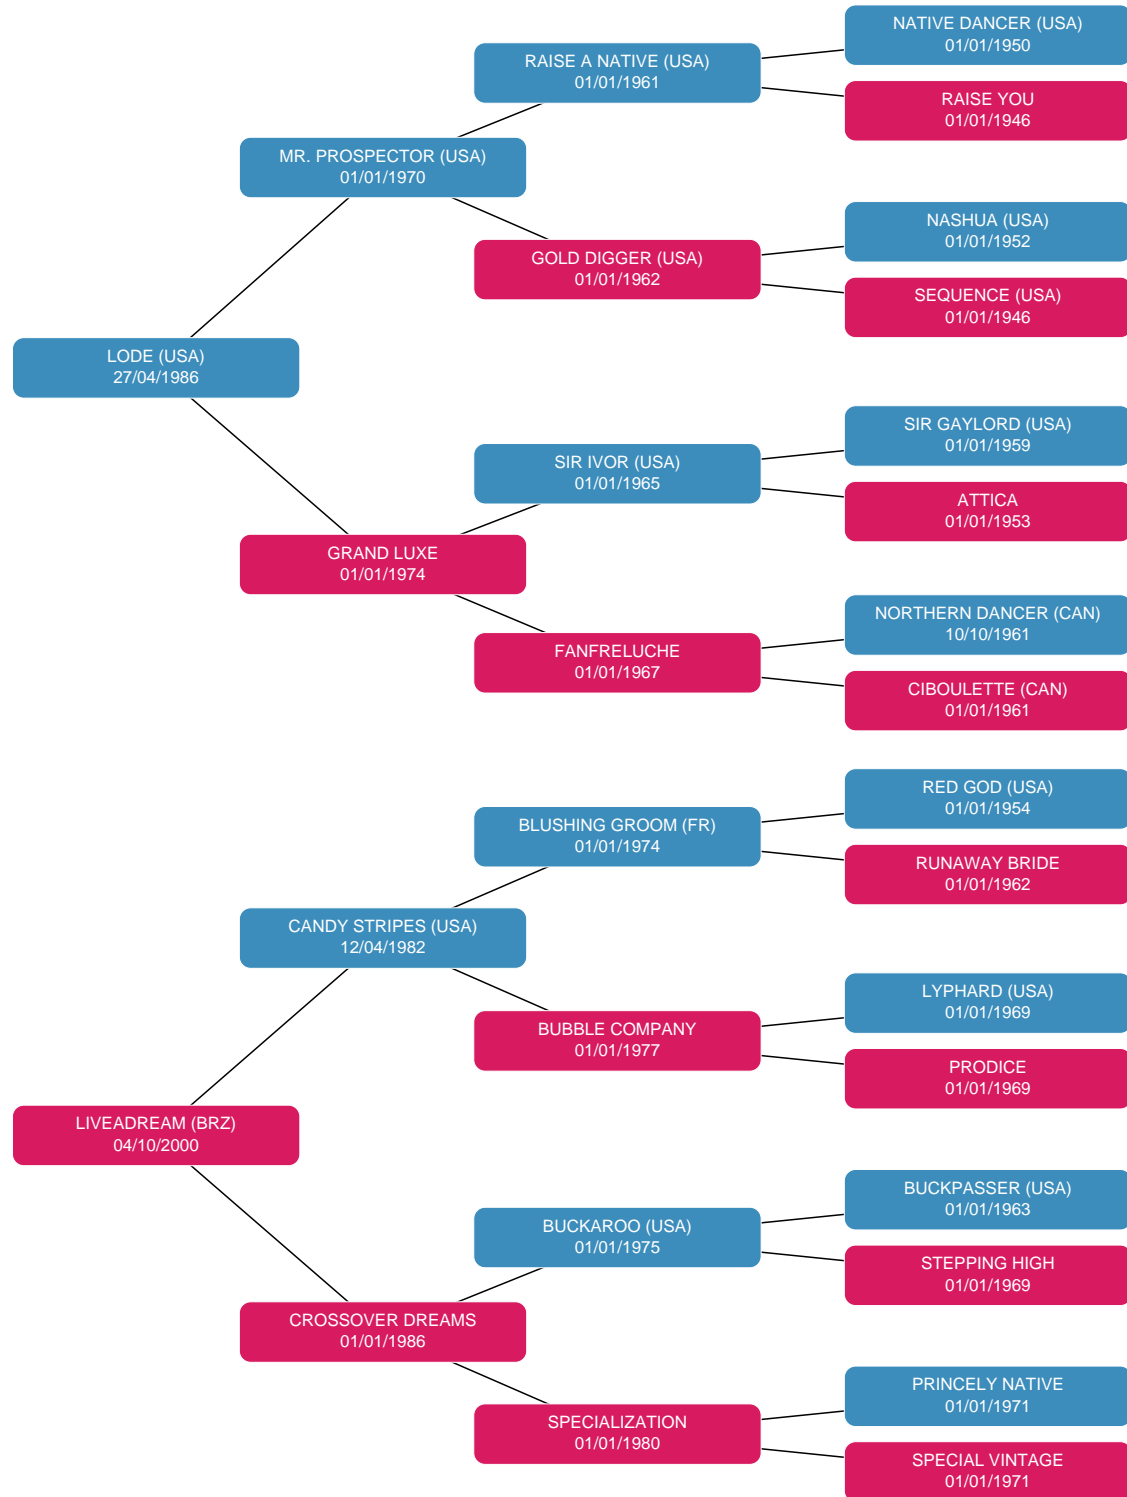 NATIVE DANCER (USA)
01/01/1950
RAISE A NATIVE (USA)
01/01/1961
RAISE YOU
01/01/1946
MR. PROSPECTOR (USA)
01/01/1970
NASHUA (USA)
01/01/1952
GOLD DIGGER (USA)
01/01/1962
SEQUENCE (USA)
01/01/1946
LODE (USA)
27/04/1986
SIR GAYLORD (USA)
01/01/1959
SIR IVOR (USA)
01/01/1965
ATTICA
01/01/1953
GRAND LUXE
01/01/1974
NORTHERN DANCER (CAN)
10/10/1961
FANFRELUCHE
01/01/1967
CIBOULETTE (CAN)
01/01/1961
RED GOD (USA)
01/01/1954
BLUSHING GROOM (FR)
01/01/1974
RUNAWAY BRIDE
01/01/1962
CANDY STRIPES (USA)
12/04/1982
LYPHARD (USA)
01/01/1969
BUBBLE COMPANY
01/01/1977
PRODICE
01/01/1969
LIVEADREAM (BRZ)
04/10/2000
BUCKPASSER (USA)
01/01/1963
BUCKAROO (USA)
01/01/1975
STEPPING HIGH
01/01/1969
CROSSOVER DREAMS
01/01/1986
PRINCELY NATIVE
01/01/1971
SPECIALIZATION
01/01/1980
SPECIAL VINTAGE
01/01/1971